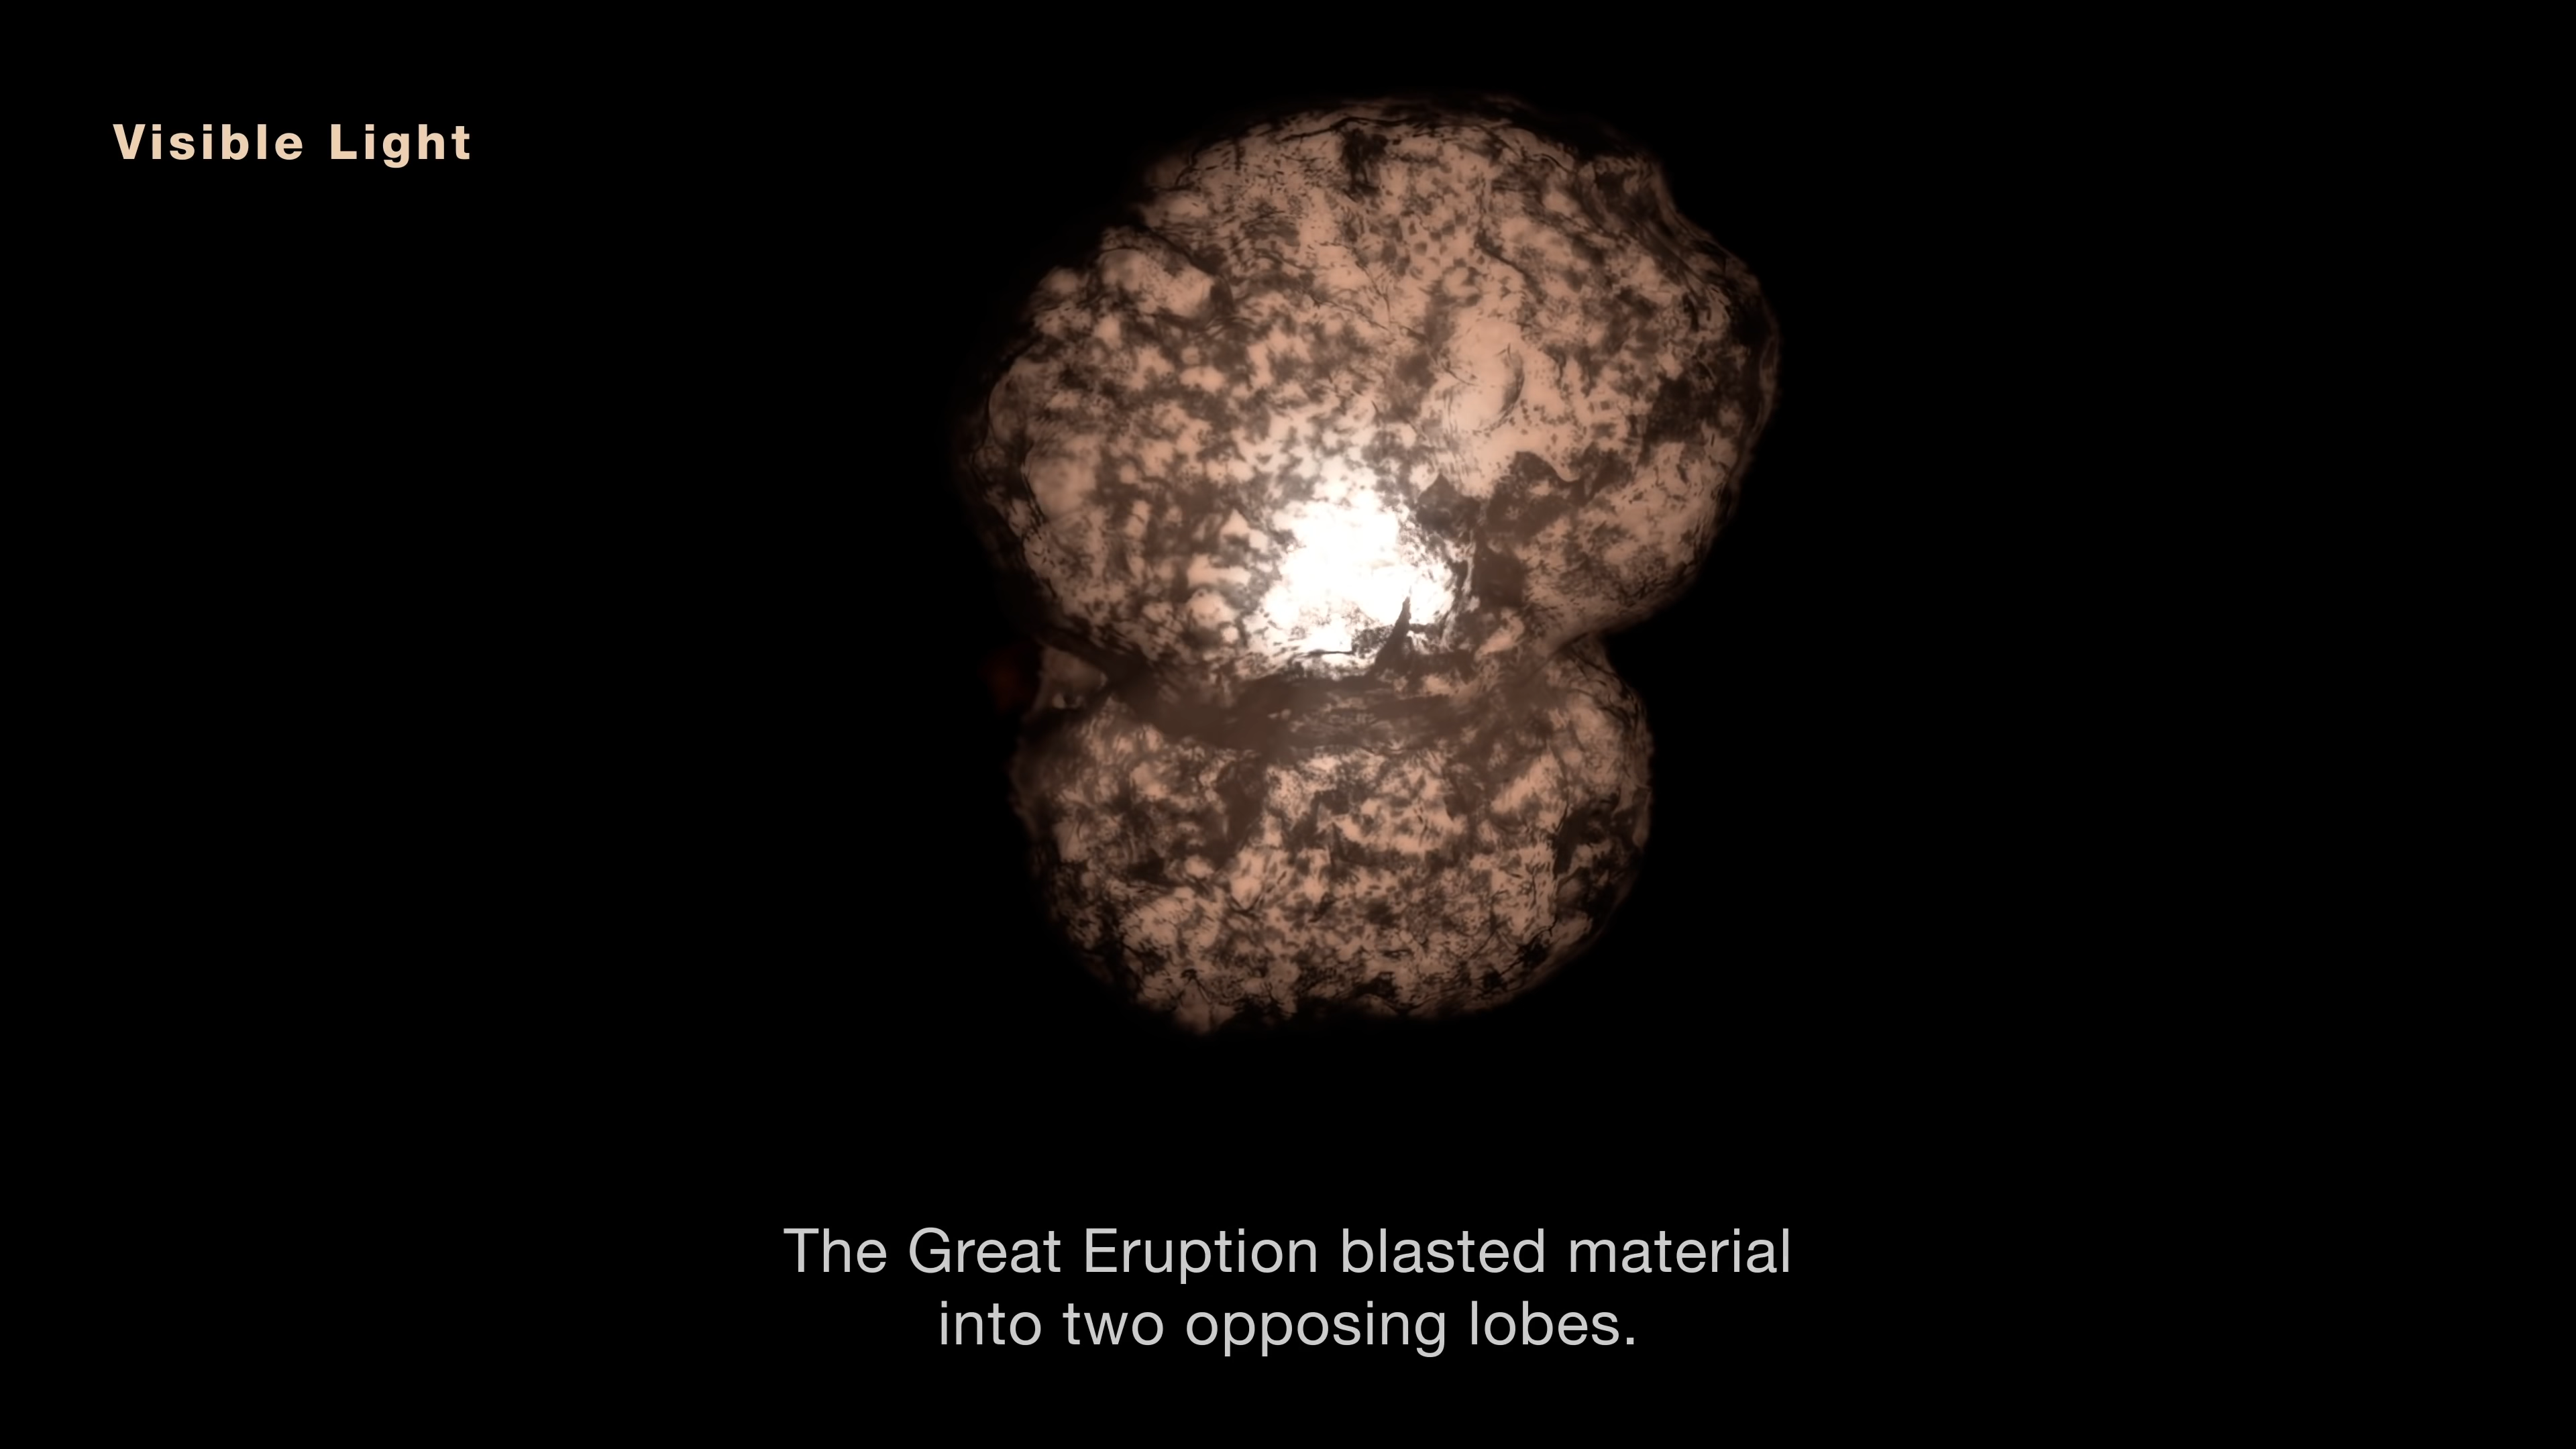 Visible Light
The Great Eruption blasted material
into two opposing lobes.